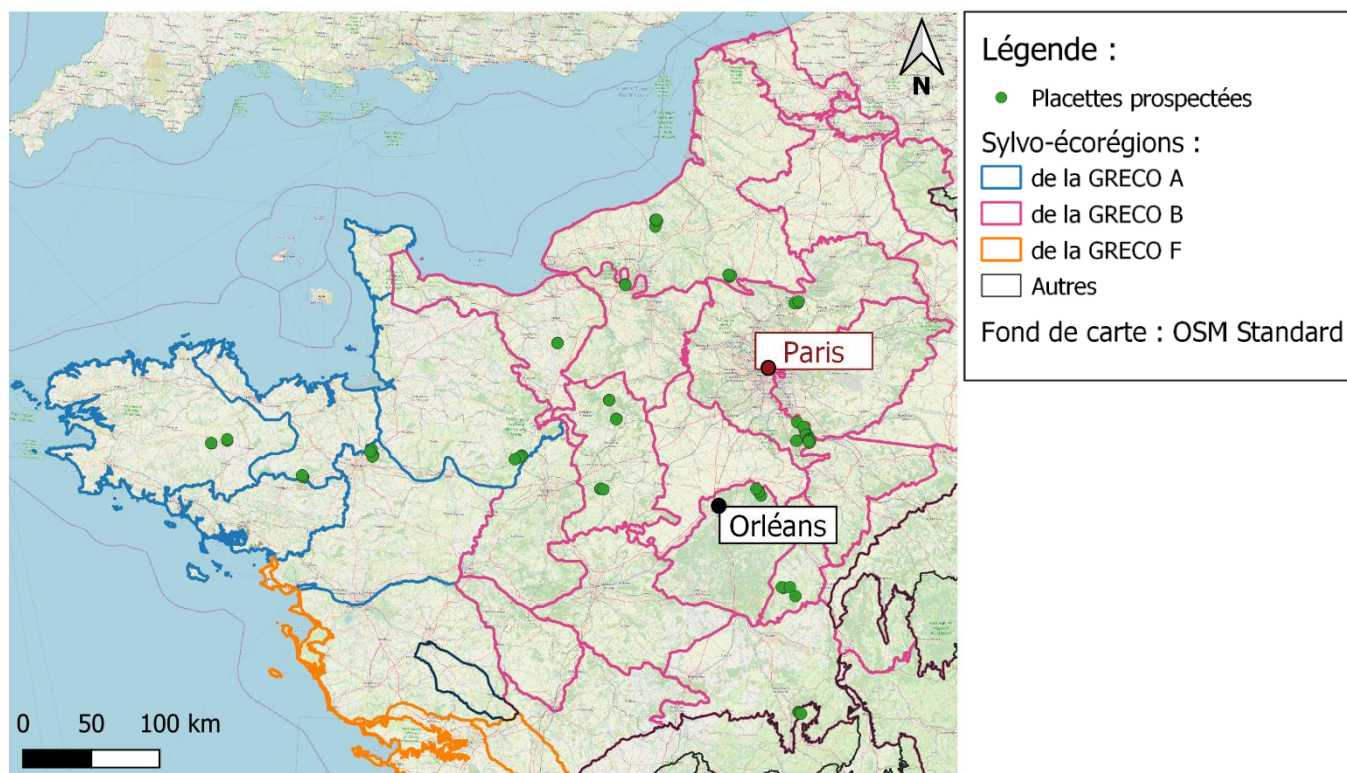 N
Paris
Orléans
0 50 100 km
Légende :
Placettes prospectées
Sylvo-écorégions :
de la GRECO A
de la GRECO B
de la GRECO F
Autres
Fond de carte : OSM Standard